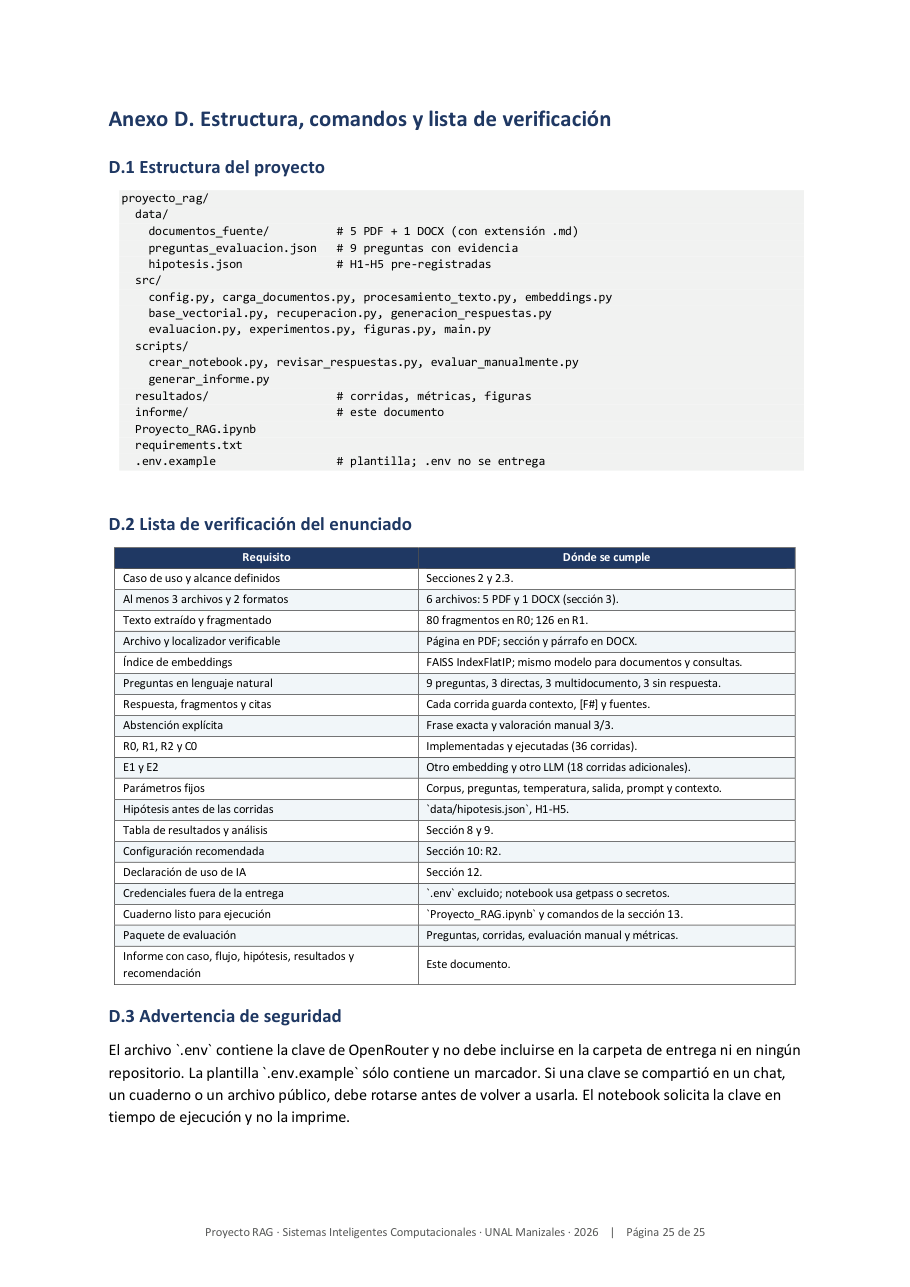 Anexo D. Estructura, comandos y lista de verificación
D.1 Estructura del proyecto
proyecto_rag/
  data/
    documentos_fuente/          # 5 PDF + 1 DOCX (con extensión .md)
    preguntas_evaluacion.json   # 9 preguntas con evidencia
    hipotesis.json              # H1-H5 pre-registradas
  src/
    config.py, carga_documentos.py, procesamiento_texto.py, embeddings.py
    base_vectorial.py, recuperacion.py, generacion_respuestas.py
    evaluacion.py, experimentos.py, figuras.py, main.py
  scripts/
    crear_notebook.py, revisar_respuestas.py, evaluar_manualmente.py
    generar_informe.py
  resultados/                   # corridas, métricas, figuras
  informe/                      # este documento
  Proyecto_RAG.ipynb
  requirements.txt
  .env.example                  # plantilla; .env no se entrega
D.2 Lista de verificación del enunciado
Requisito Dónde se cumple
Caso de uso y alcance definidos Secciones 2 y 2.3.
Al menos 3 archivos y 2 formatos 6 archivos: 5 PDF y 1 DOCX (sección 3).
Texto extraído y fragmentado 80 fragmentos en R0; 126 en R1.
Archivo y localizador verificable Página en PDF; sección y párrafo en DOCX.
Índice de embeddings FAISS IndexFlatIP; mismo modelo para documentos y consultas.
Preguntas en lenguaje natural 9 preguntas, 3 directas, 3 multidocumento, 3 sin respuesta.
Respuesta, fragmentos y citas Cada corrida guarda contexto, [F#] y fuentes.
Abstención explícita Frase exacta y valoración manual 3/3.
R0, R1, R2 y C0 Implementadas y ejecutadas (36 corridas).
E1 y E2 Otro embedding y otro LLM (18 corridas adicionales).
Parámetros fijos Corpus, preguntas, temperatura, salida, prompt y contexto.
Hipótesis antes de las corridas `data/hipotesis.json`, H1-H5.
Tabla de resultados y análisis Sección 8 y 9.
Configuración recomendada Sección 10: R2.
Declaración de uso de IA Sección 12.
Credenciales fuera de la entrega `.env` excluido; notebook usa getpass o secretos.
Cuaderno listo para ejecución `Proyecto_RAG.ipynb` y comandos de la sección 13.
Paquete de evaluación Preguntas, corridas, evaluación manual y métricas.
Informe con caso, flujo, hipótesis, resultados y
recomendación Este documento.
D.3 Advertencia de seguridad
El archivo `.env` contiene la clave de OpenRouter y no debe incluirse en la carpeta de entrega ni en ningún
repositorio. La plantilla `.env.example` sólo contiene un marcador. Si una clave se compartió en un chat,
un cuaderno o un archivo público, debe rotarse antes de volver a usarla. El notebook solicita la clave en
tiempo de ejecución y no la imprime.
Proyecto RAG · Sistemas Inteligentes Computacionales · UNAL Manizales · 2026 | Página 25 de 25